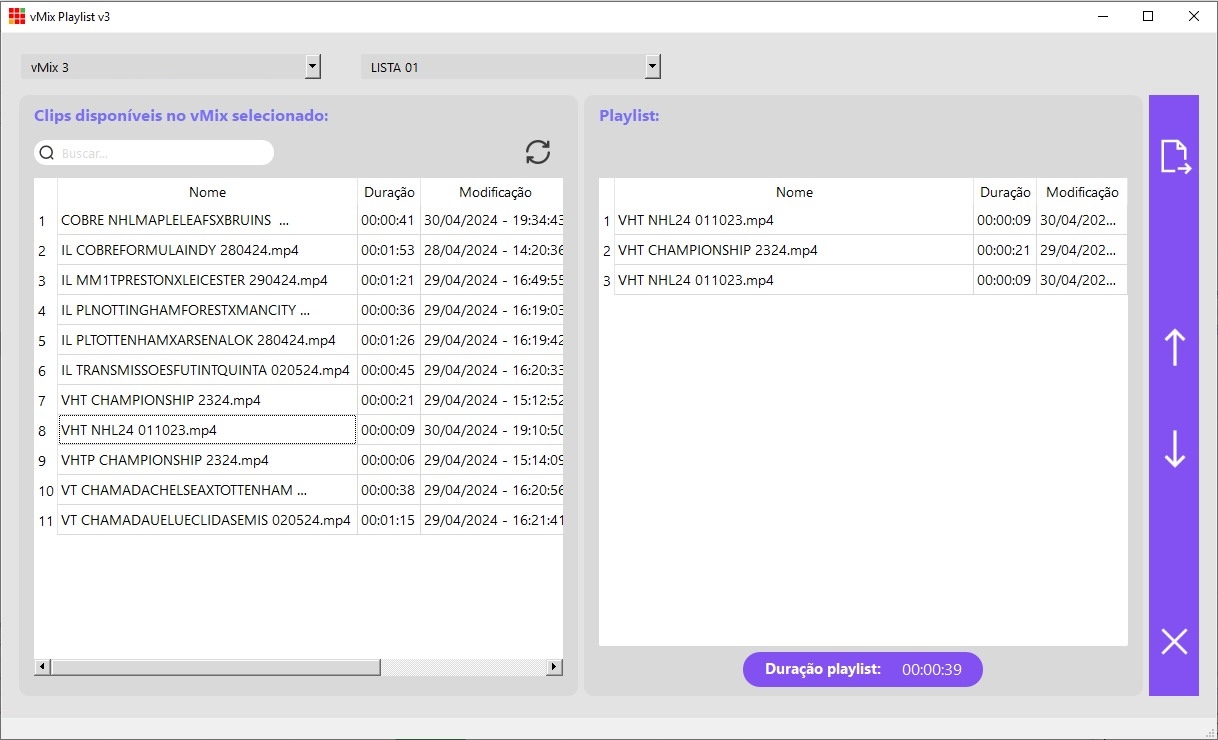 vMix Playlist v3
vMix 3 LISTA 01
Clips disponíveis no vMix selecionado:
Buscar...
Nome Duração Modificação
1 COBRE NHLMAPLELEAFSXBRUINS ... 00:00:41 30/04/2024 - 19:34:43
2 IL COBREFORMULAINDY 280424.mp4 00:01:53 28/04/2024 - 14:20:36
3 IL MM1TPRESTONXLEICESTER 290424.mp4 00:01:21 29/04/2024 - 16:49:55
4 IL PLNOTTINGHAMFORESTXMANCITY ... 00:00:36 29/04/2024 - 16:19:03
5 IL PLTOTTENHAMXARSENALOK 280424.mp4 00:01:26 29/04/2024 - 16:19:42
6 IL TRANSMISSOESFUTINTQUINTA 020524.mp4 00:00:45 29/04/2024 - 16:20:33
7 VHT CHAMPIONSHIP 2324.mp4 00:00:21 29/04/2024 - 15:12:52
8 VHT NHL24 011023.mp4 00:00:09 30/04/2024 - 19:10:50
9 VHTP CHAMPIONSHIP 2324.mp4 00:00:06 29/04/2024 - 15:14:09
10 VT CHAMADACHELSEAXTOTTENHAM ... 00:00:38 29/04/2024 - 16:20:56
11 VT CHAMADAUELUECLIDASEMIS 020524.mp4 00:01:15 29/04/2024 - 16:21:41
Playlist:
Nome Duração Modificação
1 VHT NHL24 011023.mp4 00:00:09 30/04/202...
2 VHT CHAMPIONSHIP 2324.mp4 00:00:21 29/04/202...
3 VHT NHL24 011023.mp4 00:00:09 30/04/202...
Duração playlist: 00:00:39